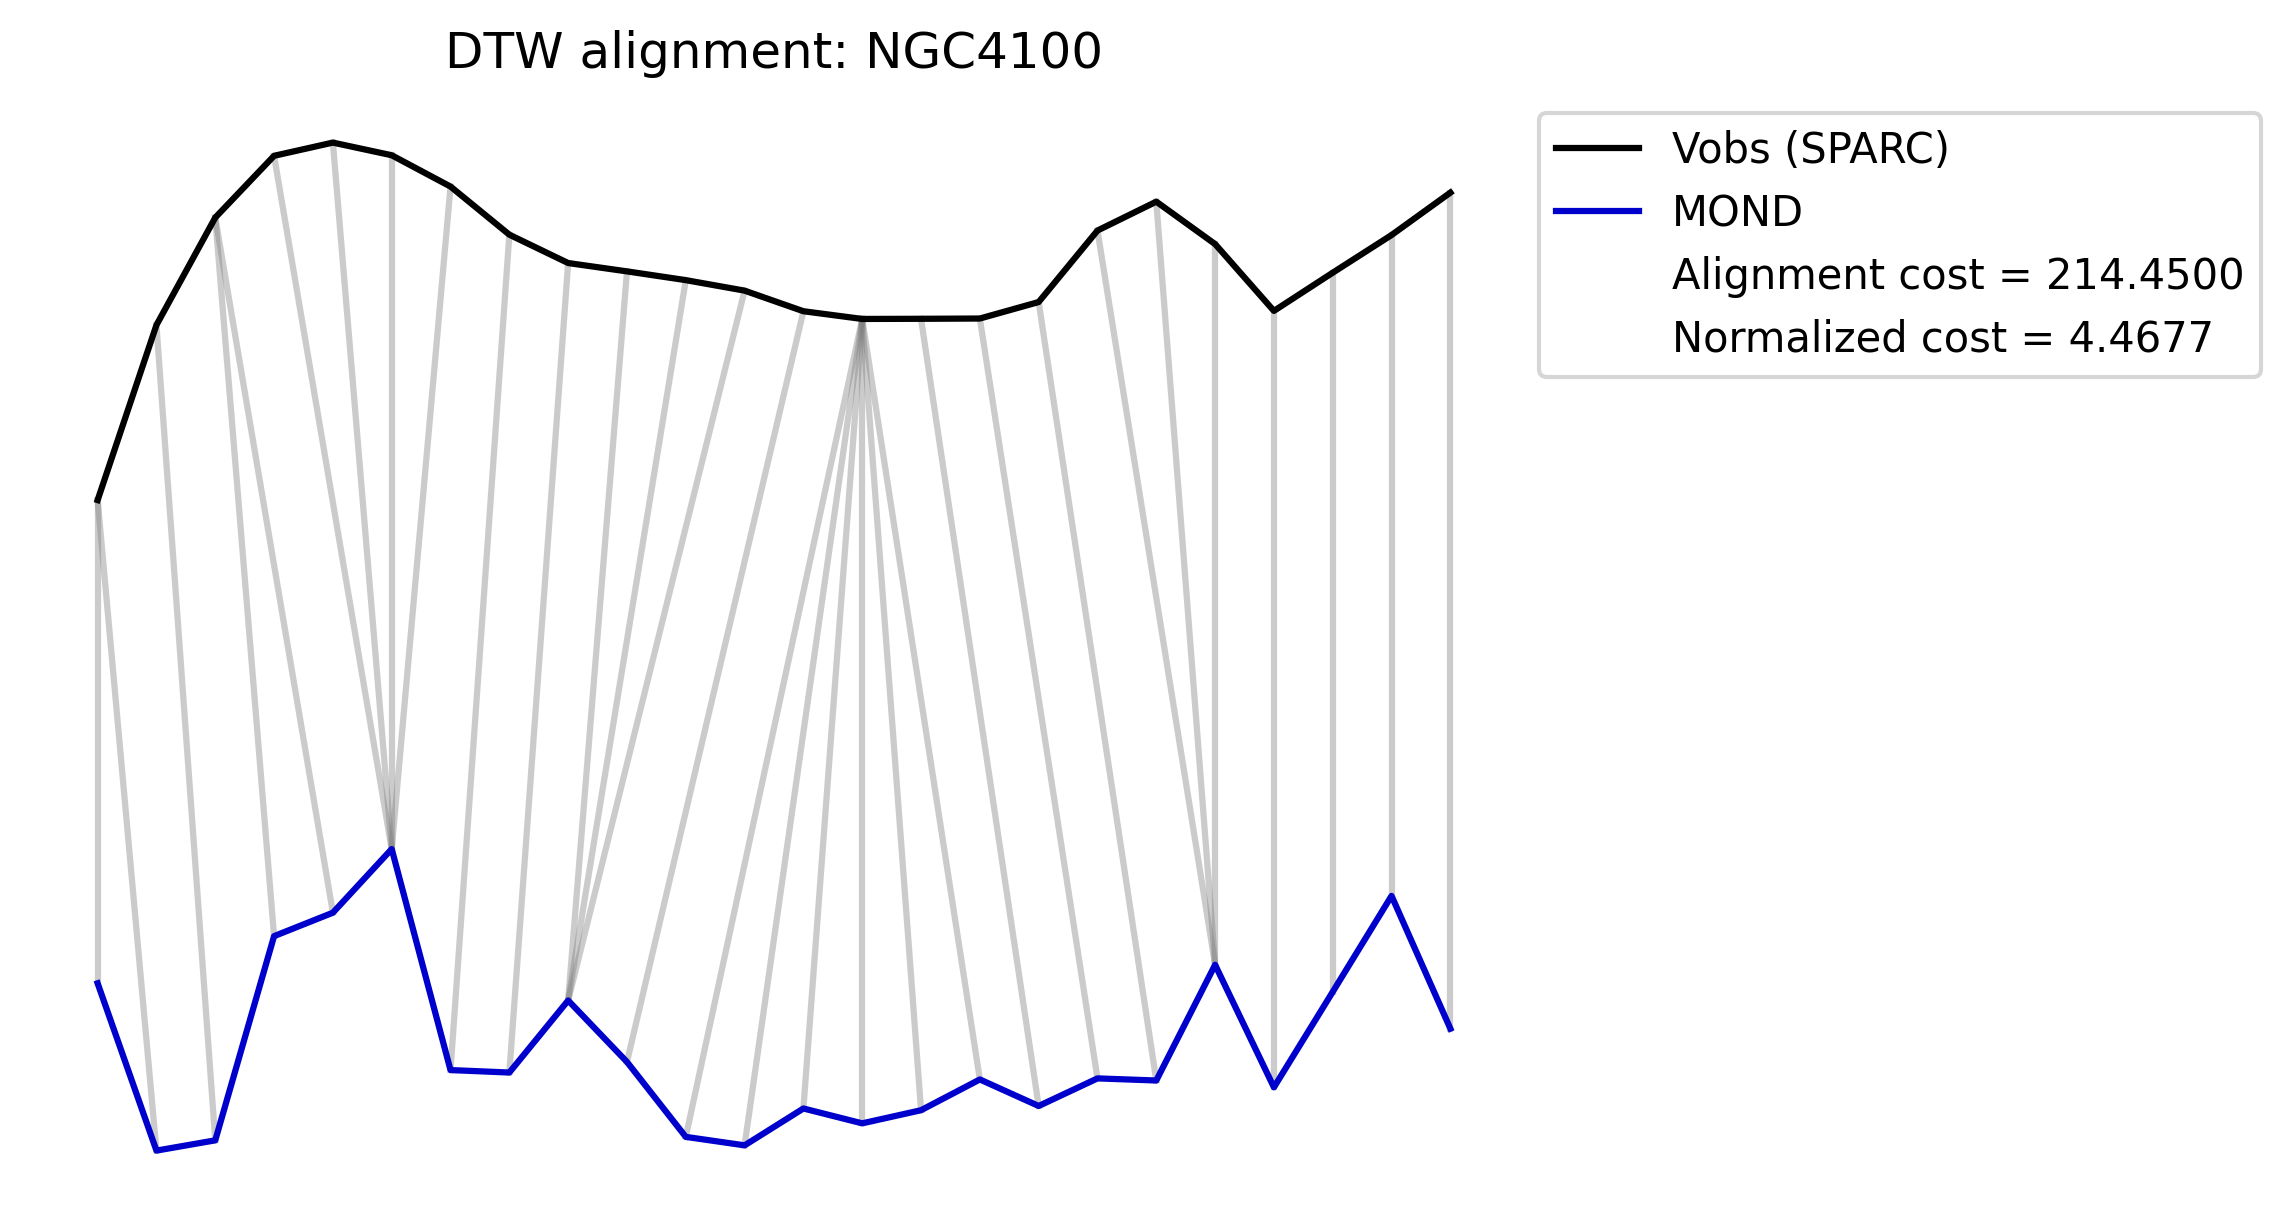 DTW alignment: NGC4100
Vobs (SPARC)
MOND
Alignment cost = 214.4500
Normalized cost = 4.4677